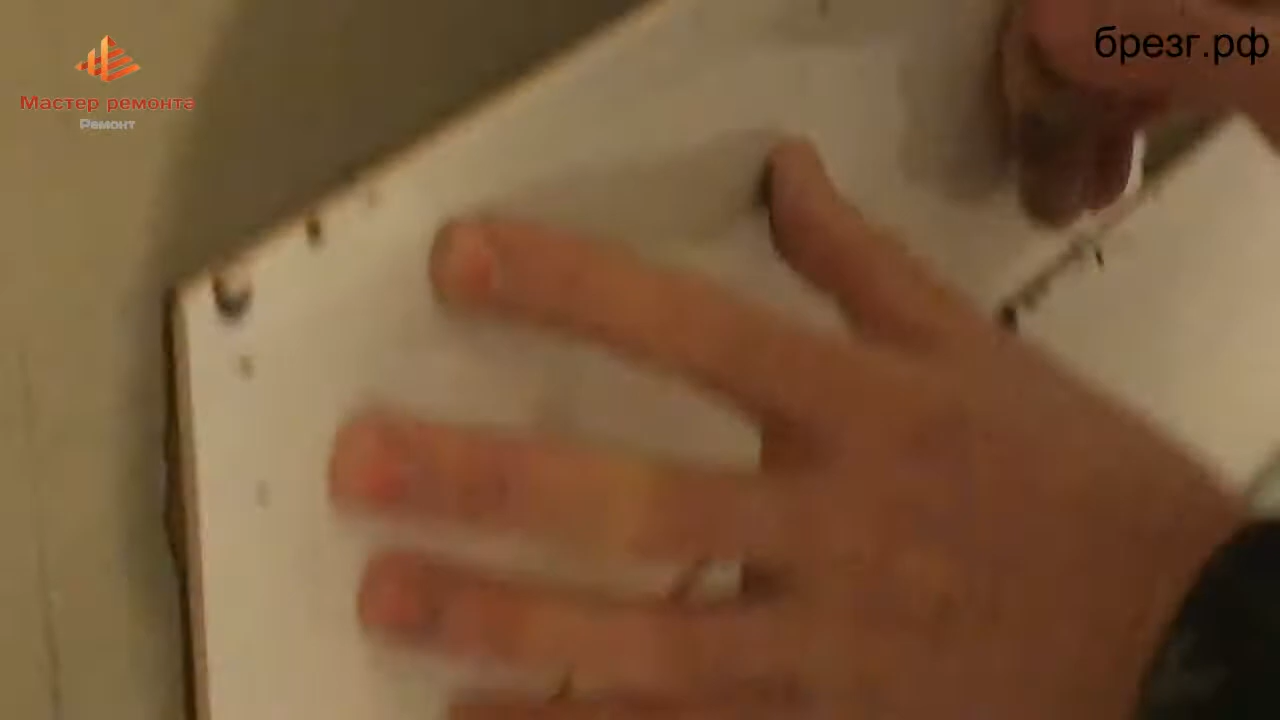 Мастер ремонта
Ремонт
брезг.рф